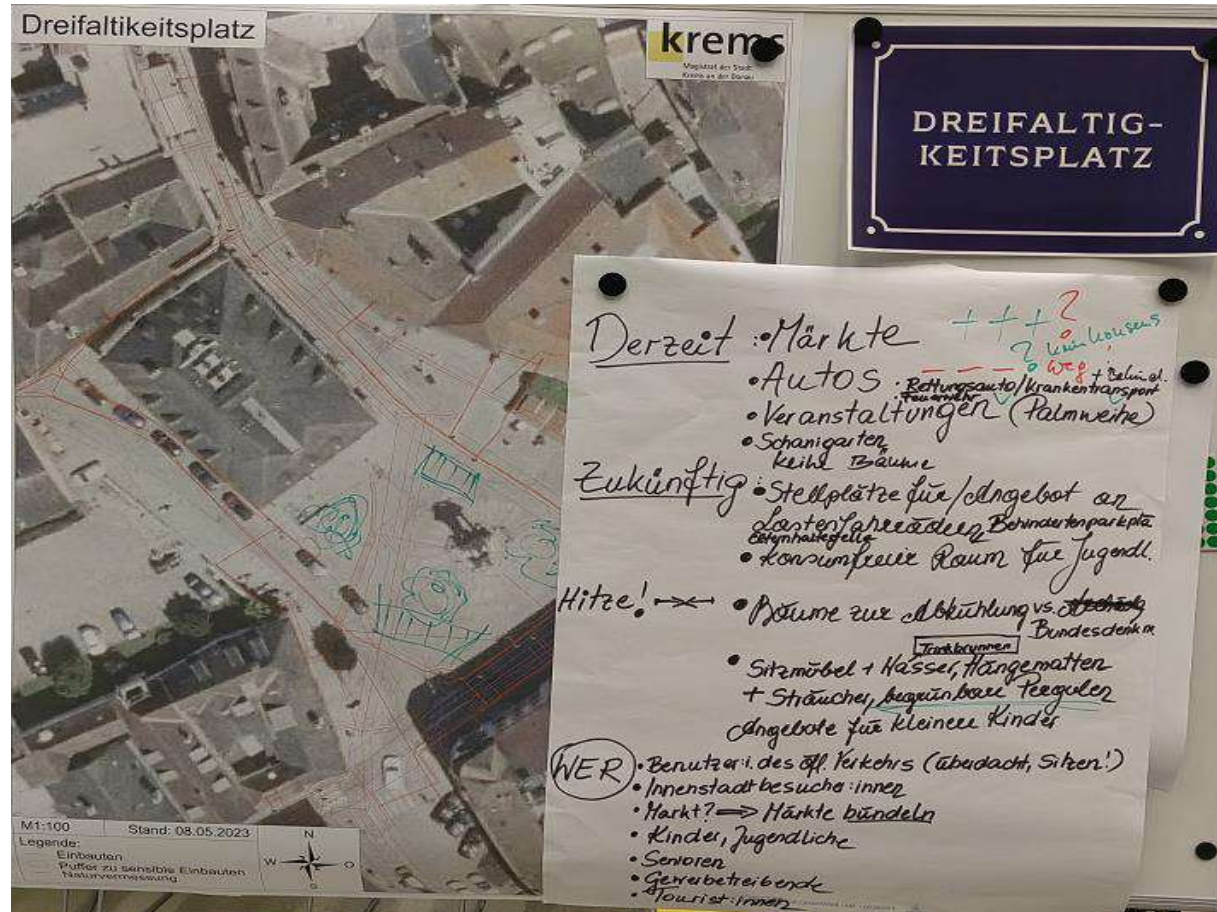 Dreifaltikeitsplatz
krems
Magistrat der Stadt
Krems an der Donau
DREIFALTIG-
KEITSPLATZ
Derzeit : • Märkte + + + ?
? kein Konsens
• Autos - - - weg + Behind.
• Rettungsauto/Krankentransport
Feuerwehr
• Veranstaltungen (Palmweihe)
• Schanigarten
keine Bäume
Zukünftig : • Stellplätze für/Angebot an
Lastenfahrrädern Behindertenparkplä
• Konsumfreier Raum für Jugendl.
Hitze! • Bäume zur Abkühlung vs.
Bundesdenkm
Trinkbrunnen
• Sitzmöbel + Wasser, Hängematten
+ Sträucher, begrünbare Pergolen
Angebote für kleinere Kinder
WER • Benutzer:i. des öff. Verkehrs (überdacht, Sitzen!)
• Innenstadtbesucher:innen
• Markt? ⇒ Märkte bündeln
• Kinder, Jugendliche
• Senioren
• Gewerbetreibende
• Tourist:innen
M1:100 Stand: 08.05.2023
Legende:
Einbauten
Puffer zu sensible Einbauten
Naturvermessung
N
W O
S